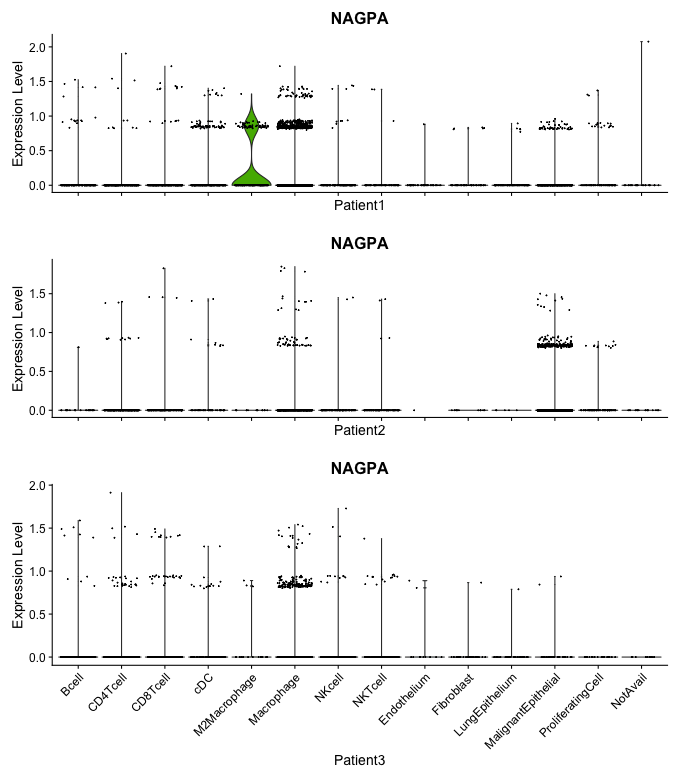 NAGPA
Expression Level
2.0
1.5
1.0
0.5
0.0
Patient1
NAGPA
Expression Level
1.5
1.0
0.5
0.0
Patient2
NAGPA
Expression Level
2.0
1.5
1.0
0.5
0.0
Bcell
CD4Tcell
CD8Tcell
cDC
M2Macrophage
Macrophage
NKcell
NKTcell
Endothelium
Fibroblast
LungEpithelium
MalignantEpithelial
ProliferatingCell
NotAvail
Patient3